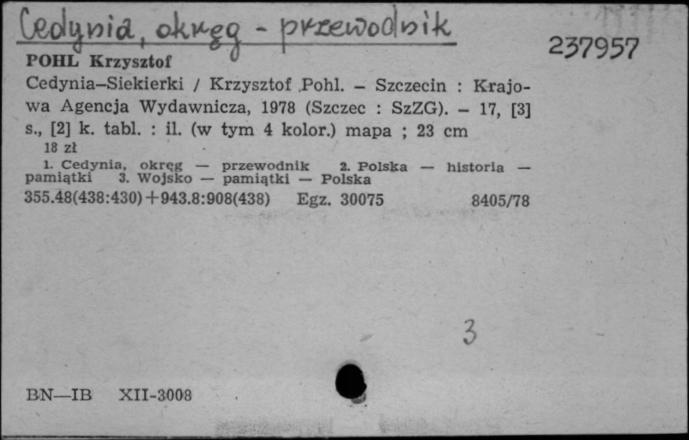 Cedynia, okręg - przewodnik
237957
POHL Krzysztof
Cedynia—Siekierki / Krzysztof Pohl. — Szczecin : Krajo-
wa Agencja Wydawnicza, 1978 (Szczec : SzZG). — 17, [3]
s., [2] k. tabl. : il. (w tym 4 kolor.) mapa ; 23 cm
18 zł
1. Cedynia, okręg — przewodnik 2. Polska — historia —
pamiątki 3. Wojsko — pamiątki — Polska
355.48(438:430)+943.8:908(438) Egz. 30075 8405/78
3
BN—IB XII-3008